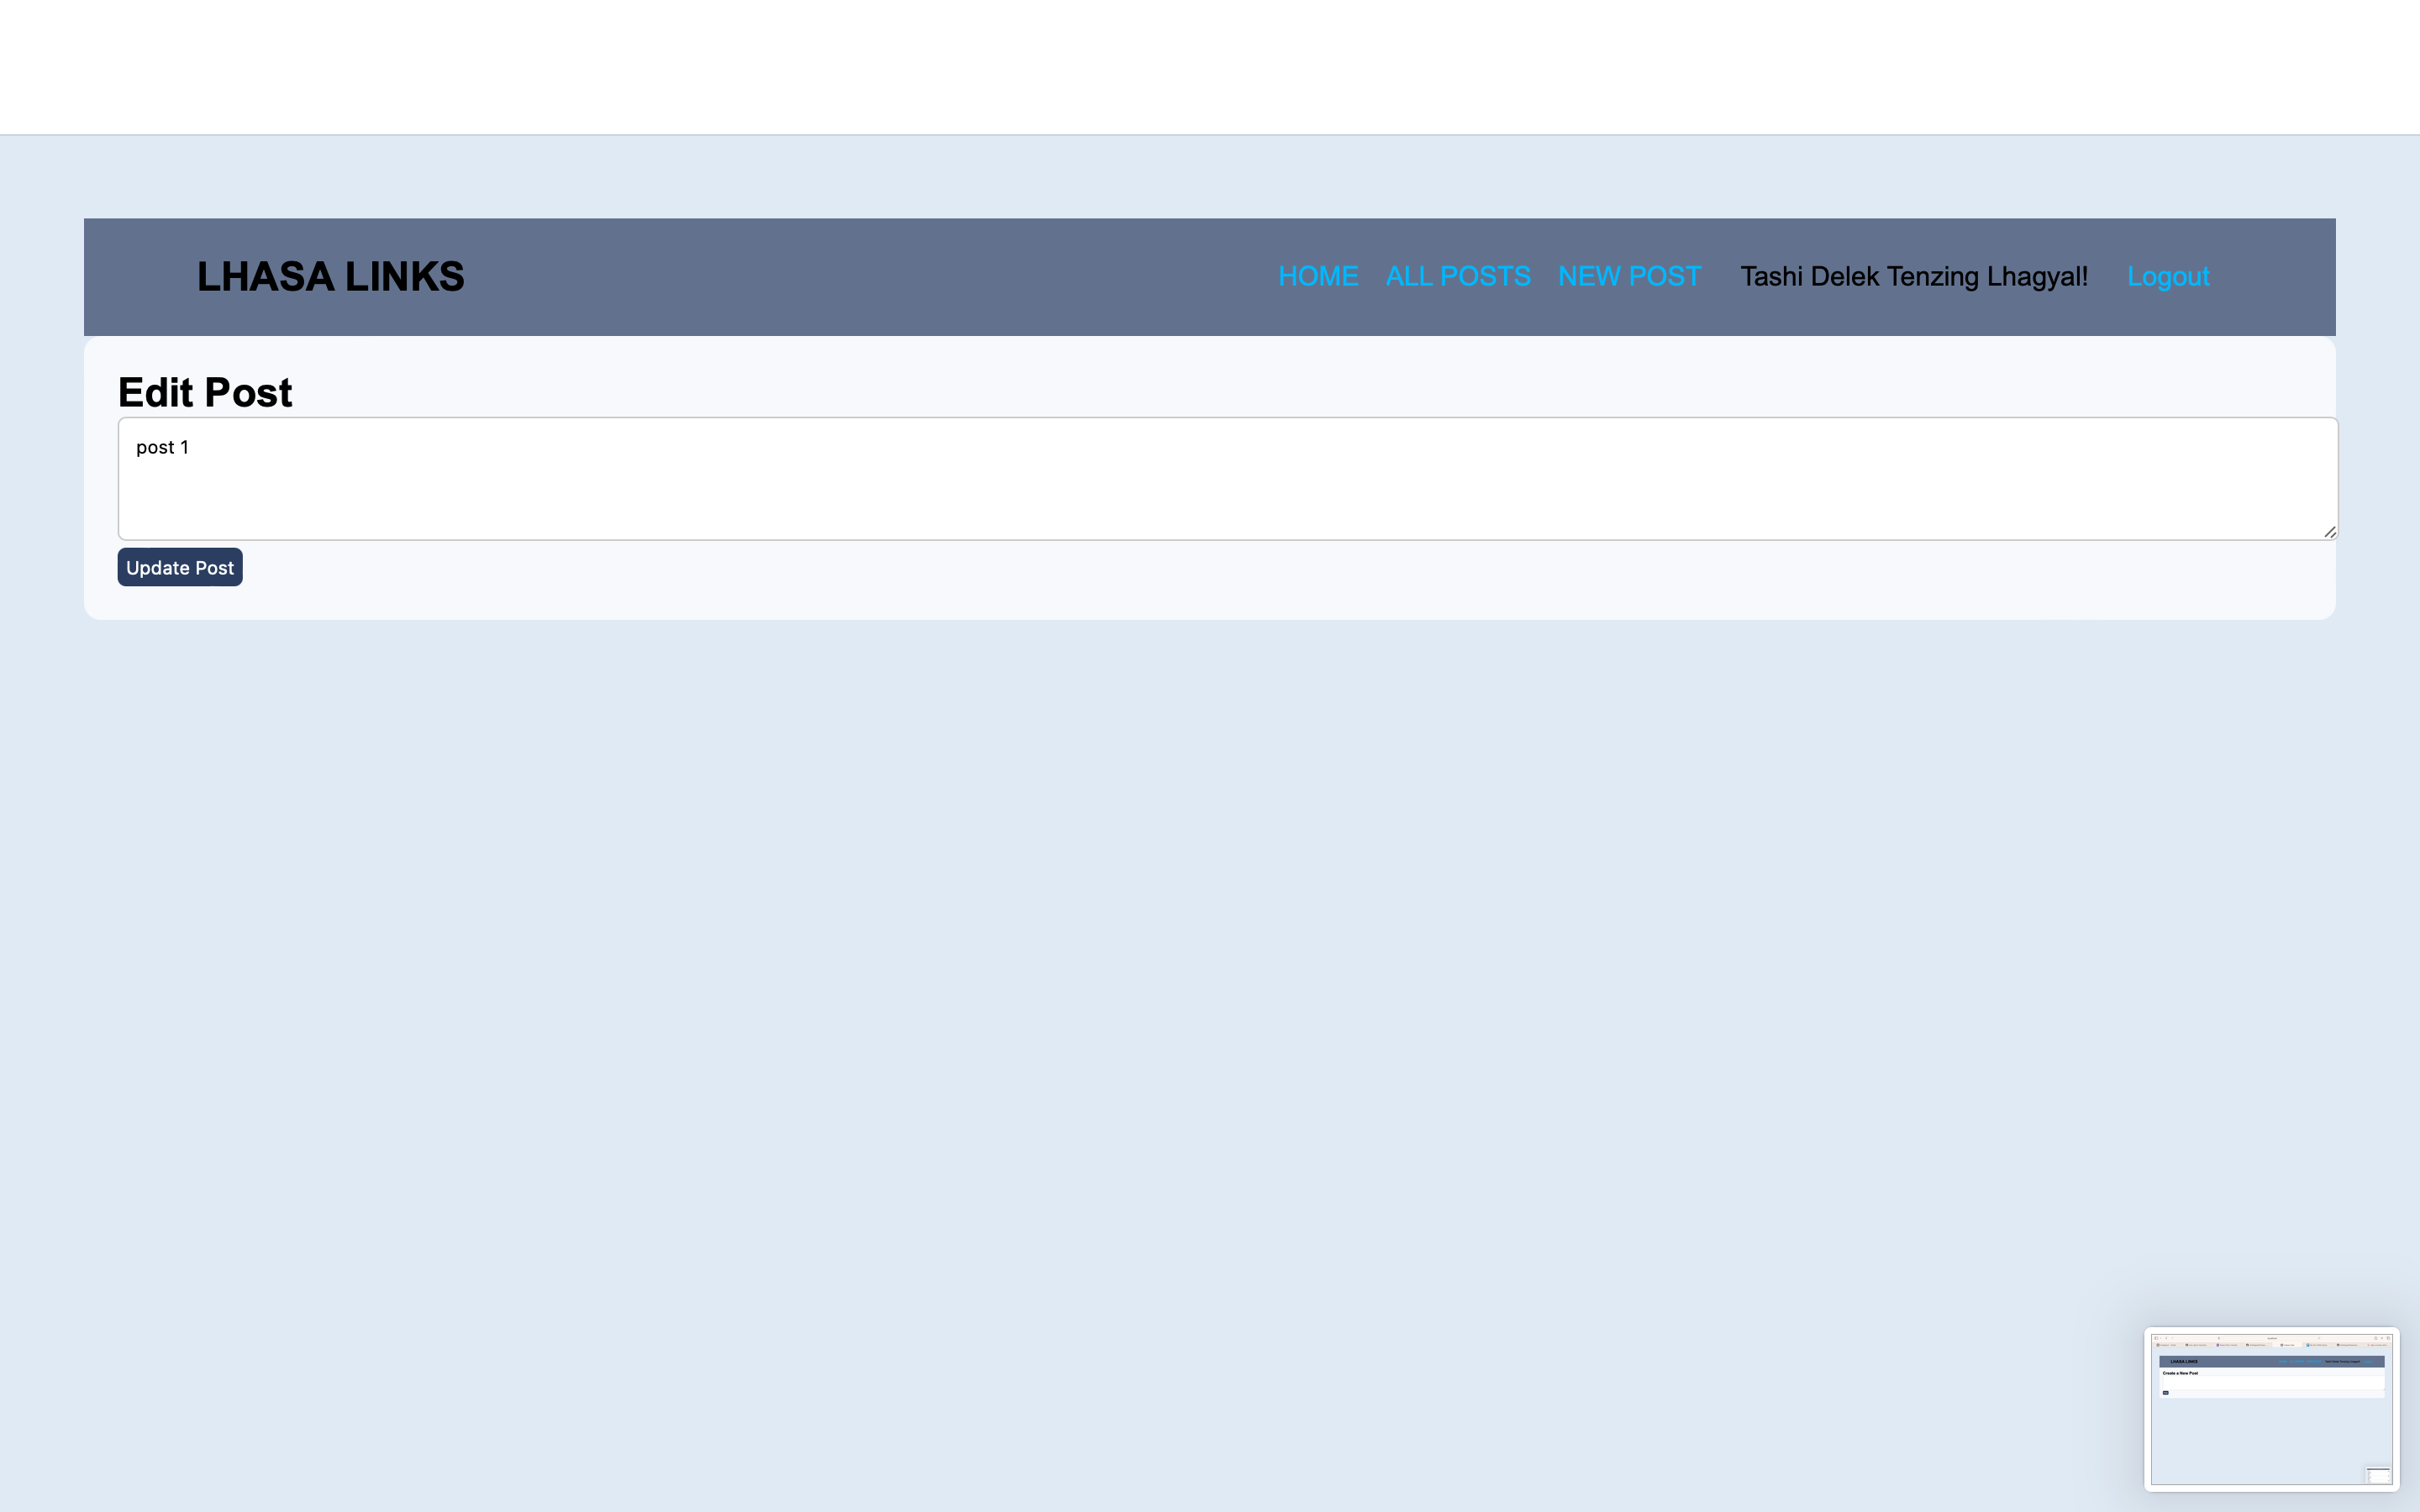 LHASA LINKS HOME ALL POSTS NEW POST Tashi Delek Tenzing Lhagyal! Logout
Edit Post
post 1
Update Post
LHASA LINKS
Create a New Post